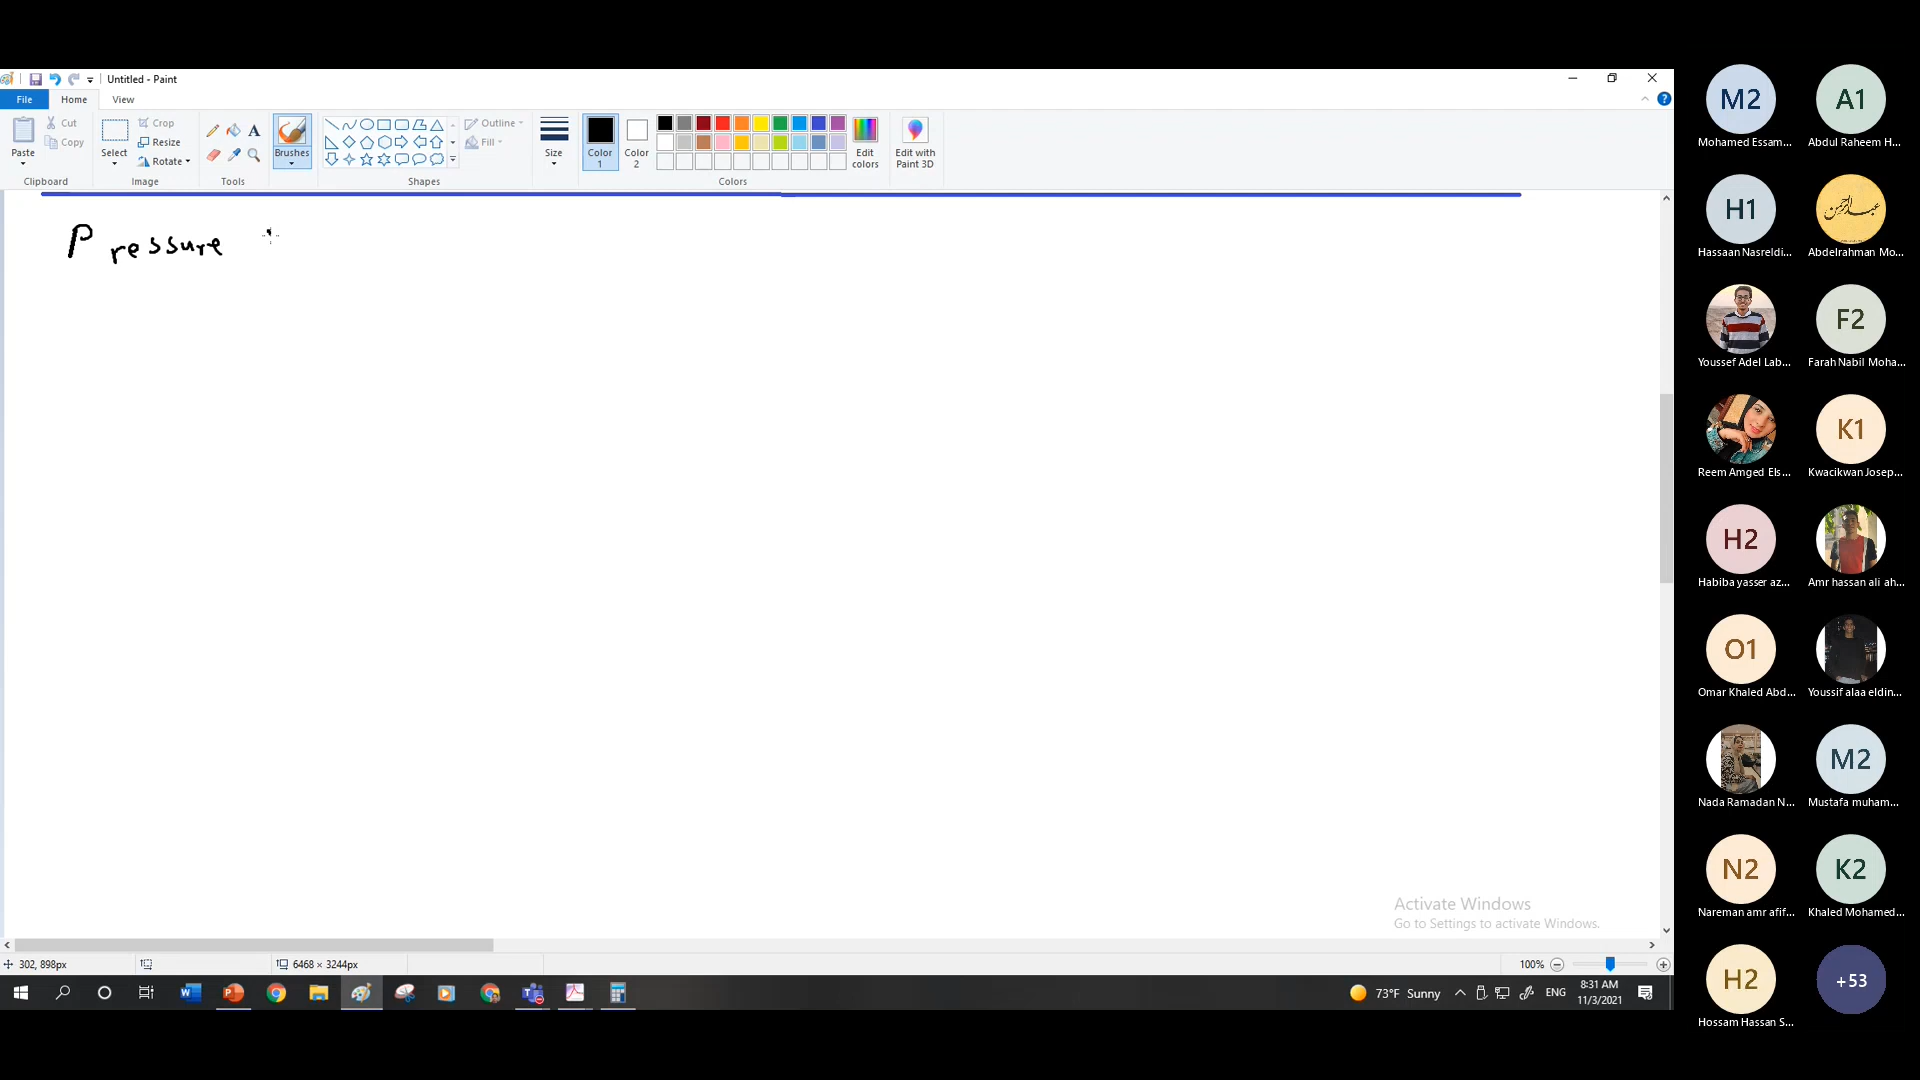 Untitled - Paint
File Home View
Paste
Cut
Copy
Clipboard
Select
Crop
Resize
Rotate
Image
A
Tools
Brushes
Shapes
Outline
Fill
Size
Color 1
Color 2
Colors
Edit colors
Edit with Paint 3D
Pressure
Activate Windows
Go to Settings to activate Windows.
302, 898px
6468 × 3244px
100%
73°F Sunny
ENG
8:31 AM
11/3/2021
M2
Mohamed Essam...
A1
Abdul Raheem H...
H1
Hassaan Nasreldi...
عبدالرحمن
Abdelrahman Mo...
Youssef Adel Lab...
F2
Farah Nabil Moha...
Reem Amged Els...
K1
Kwacikwan Josep...
H2
Habiba yasser az...
Amr hassan ali ah...
O1
Omar Khaled Abd...
Youssif alaa eldin...
Nada Ramadan N...
M2
Mustafa muham...
N2
Nareman amr afif...
K2
Khaled Mohamed...
H2
Hossam Hassan S...
+53